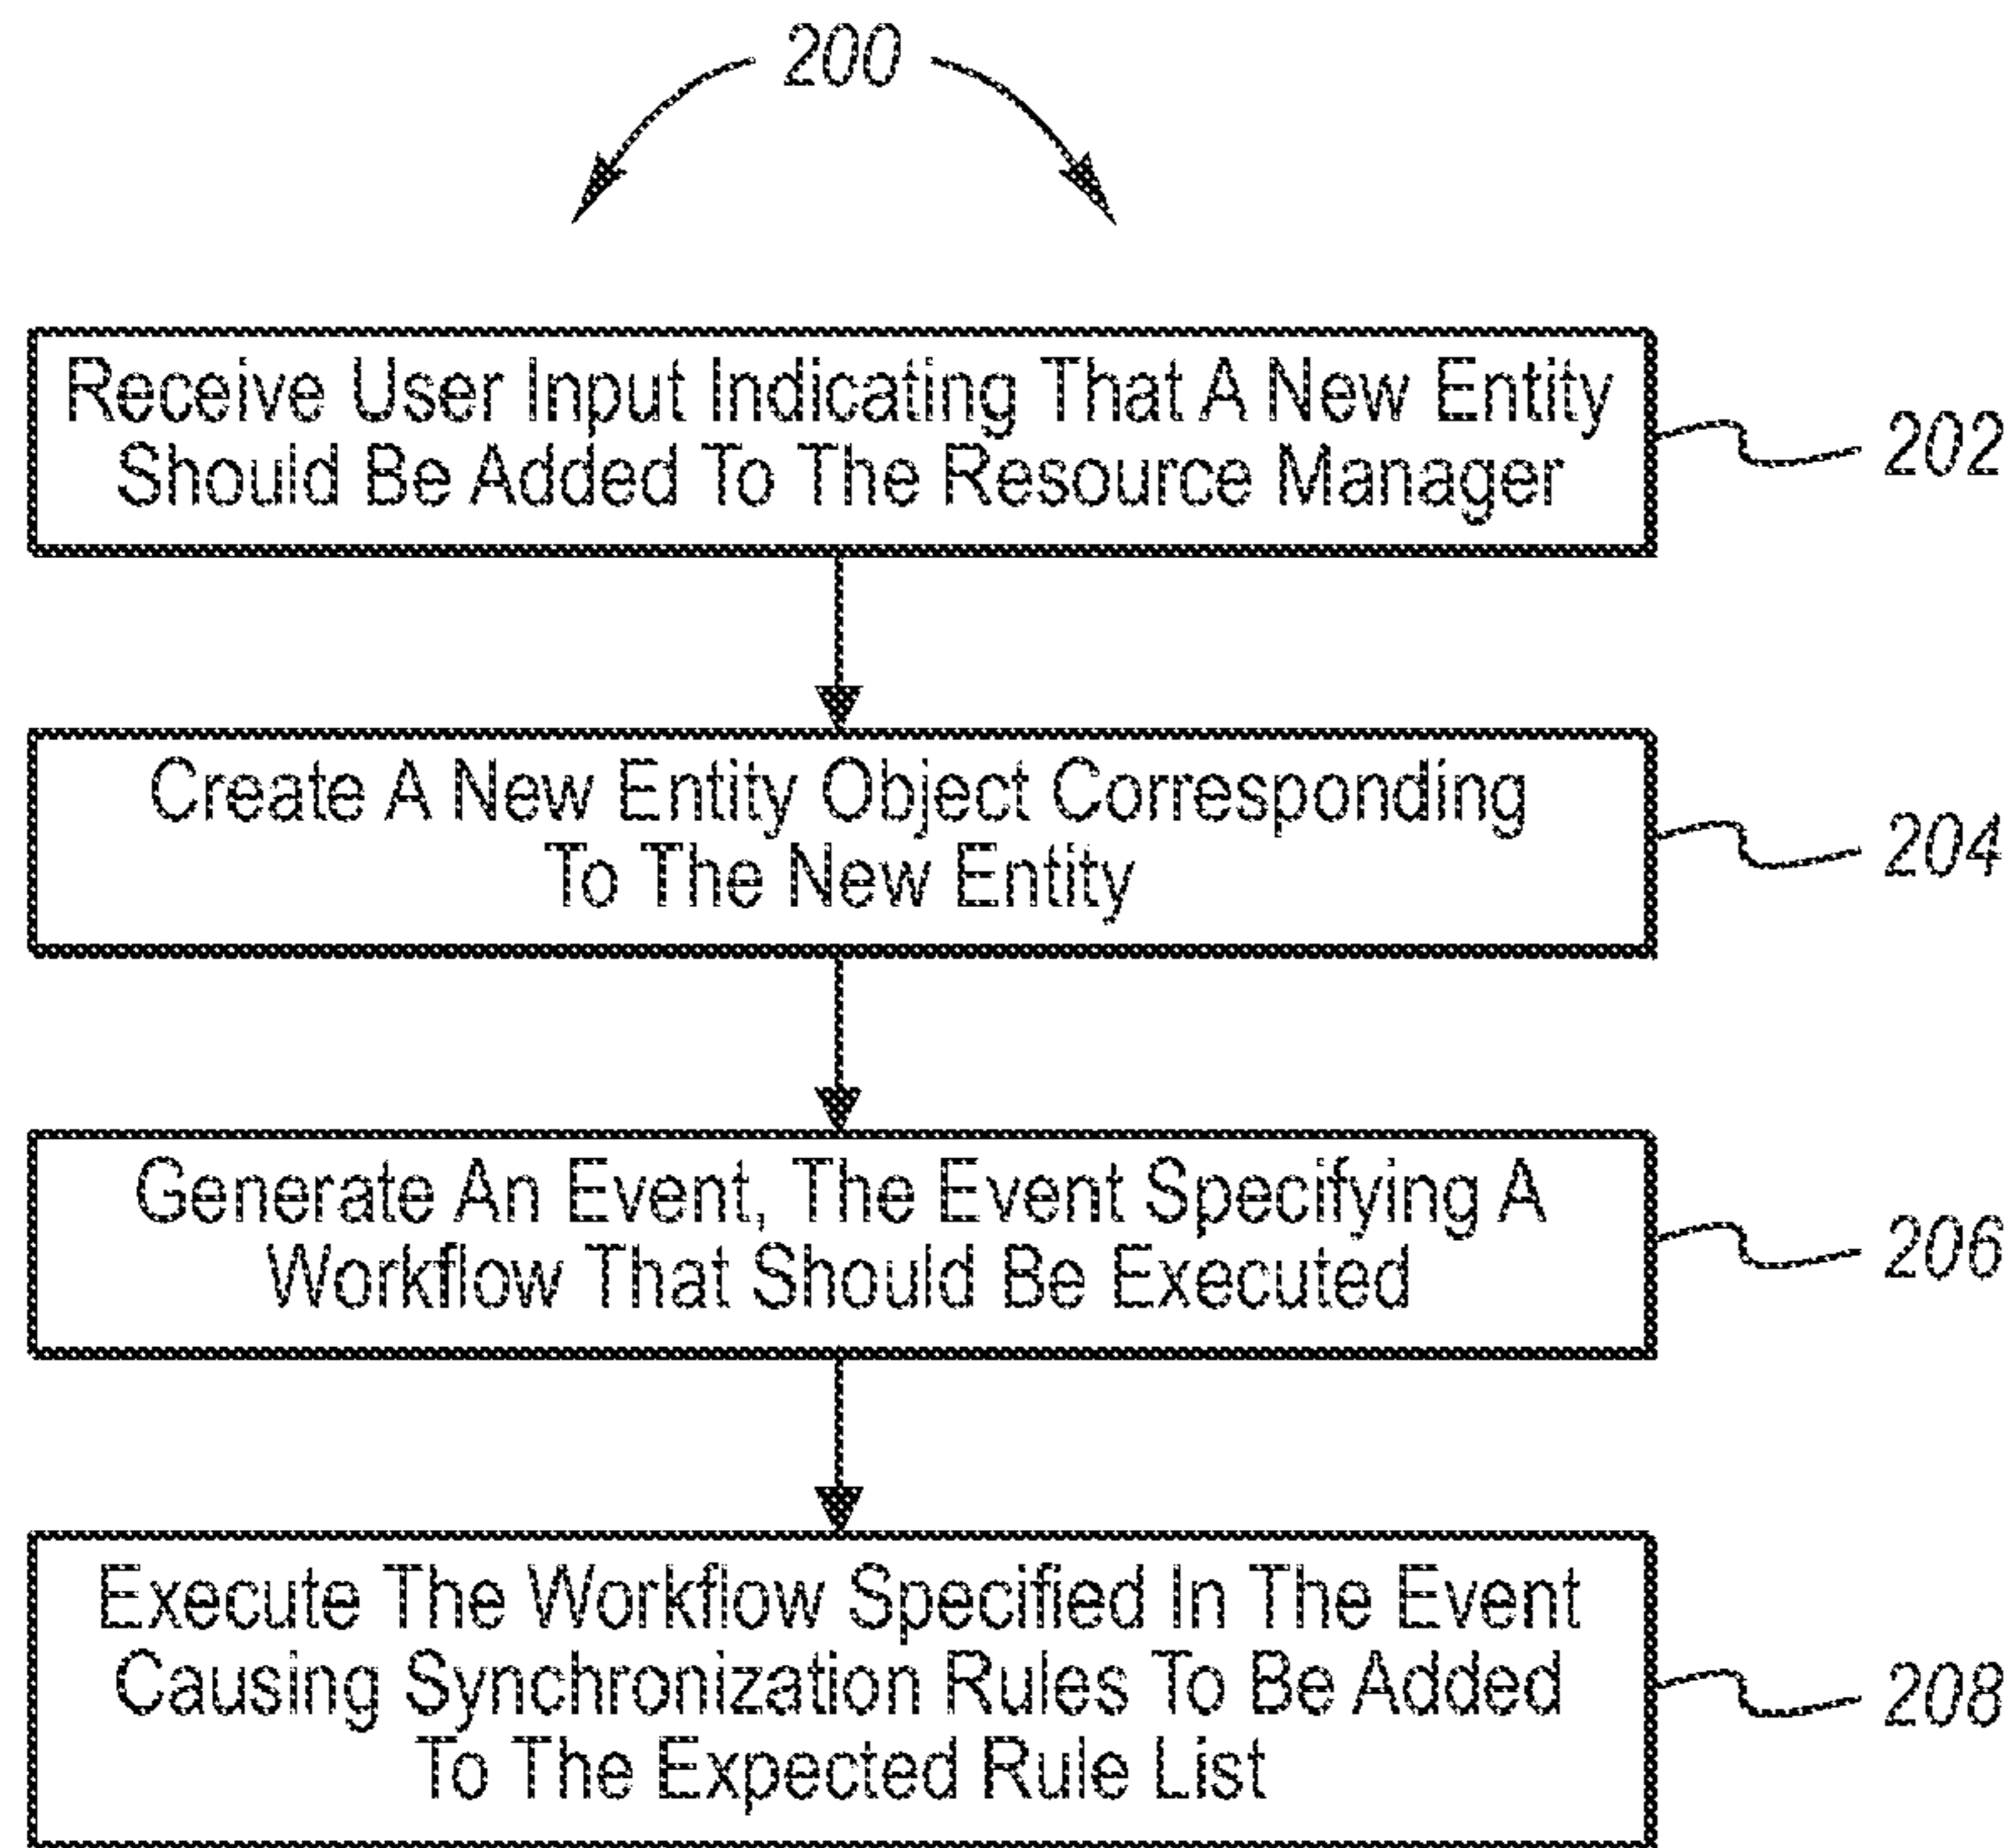 200
Receive User Input Indicating That A New Entity
Should Be Added To The Resource Manager
202
Create A New Entity Object Corresponding
To The New Entity
204
Generate An Event, The Event Specifying A
Workflow That Should Be Executed
206
Execute The Workflow Specified In The Event
Causing Synchronization Rules To Be Added
To The Expected Rule List
208